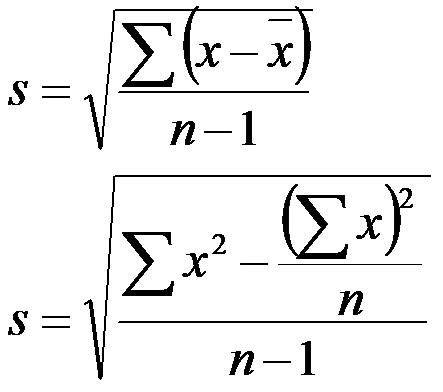 s = √(∑(x − x̄) / (n − 1))
s = √((∑x² − (∑x)² / n) / (n − 1))